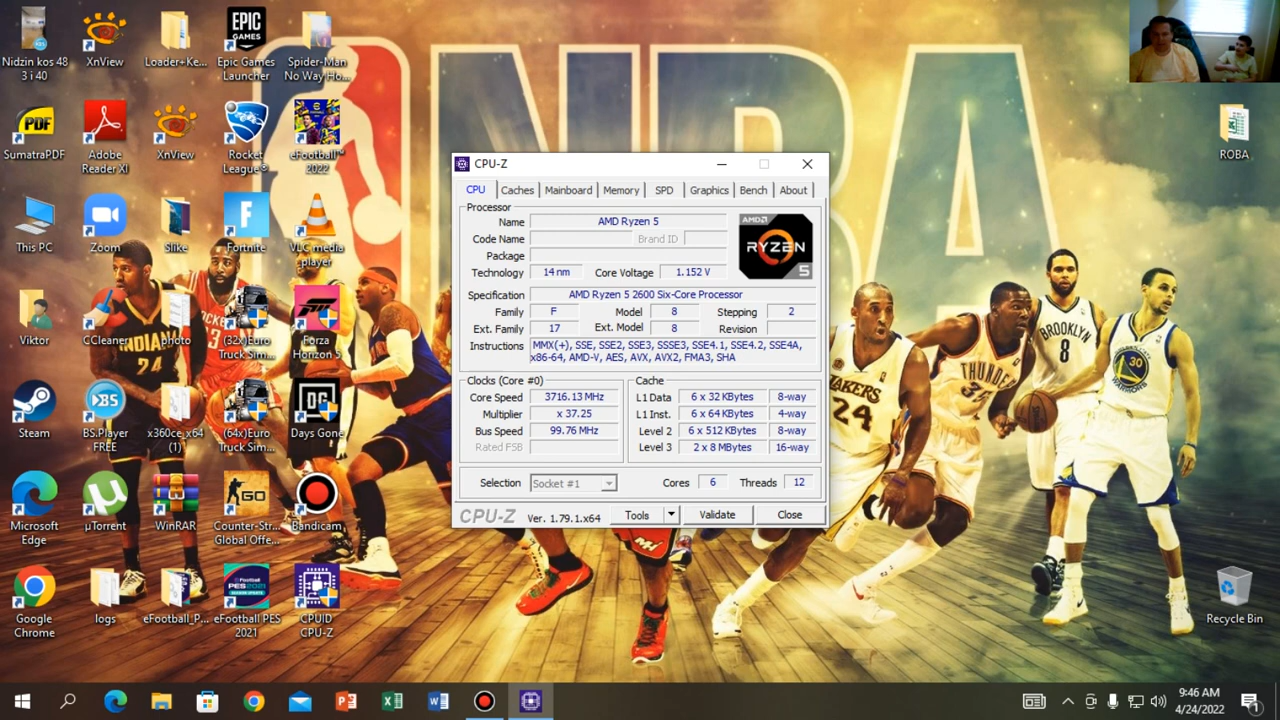 Nidzin kos 48
3 i 40
XnView
Loader+Ke...
EPIC
GAMES
Epic Games
Launcher
Spider-Man
No Way Ho...
NBA
PDF
SumatraPDF
Adobe
Reader XI
XnView
Rocket
League®
eFootball™
2022
ROBA
This PC
Zoom
Slike
F
Fortnite
VLC media
player
Viktor
CCleaner
photo
(32x)Euro
Truck Sim...
Forza
Horizon 5
Steam
BS
BS.Player
FREE
x360ce_x64
(1)
(64x)Euro
Truck Sim...
DG
Days Gone
Microsoft
Edge
µ
µTorrent
WinRAR
GO
Counter-Str...
Global Offe...
Bandicam
Google
Chrome
logs
eFootball_P...
eFootball
PES2021
eFootball PES
2021
CPUID
CPU-Z
Recycle Bin
CPU-Z
CPU Caches Mainboard Memory SPD Graphics Bench About
Processor
Name AMD Ryzen 5
Code Name Brand ID
Package
Technology 14 nm Core Voltage 1.152 V
AMD
RYZEN
5
Specification AMD Ryzen 5 2600 Six-Core Processor
Family F Model 8 Stepping 2
Ext. Family 17 Ext. Model 8 Revision
Instructions MMX(+), SSE, SSE2, SSE3, SSSE3, SSE4.1, SSE4.2, SSE4A,
x86-64, AMD-V, AES, AVX, AVX2, FMA3, SHA
Clocks (Core #0)
Core Speed 3716.13 MHz
Multiplier x 37.25
Bus Speed 99.76 MHz
Rated FSB
Cache
L1 Data 6 x 32 KBytes 8-way
L1 Inst. 6 x 64 KBytes 4-way
Level 2 6 x 512 KBytes 8-way
Level 3 2 x 8 MBytes 16-way
Selection Socket #1 Cores 6 Threads 12
CPU-Z Ver. 1.79.1.x64 Tools Validate Close
INDIANA
24
ROCKETS
LAKERS
24
THUNDER
35
BROOKLYN
8
30
WARRIORS
MH
9:46 AM
4/24/2022
1